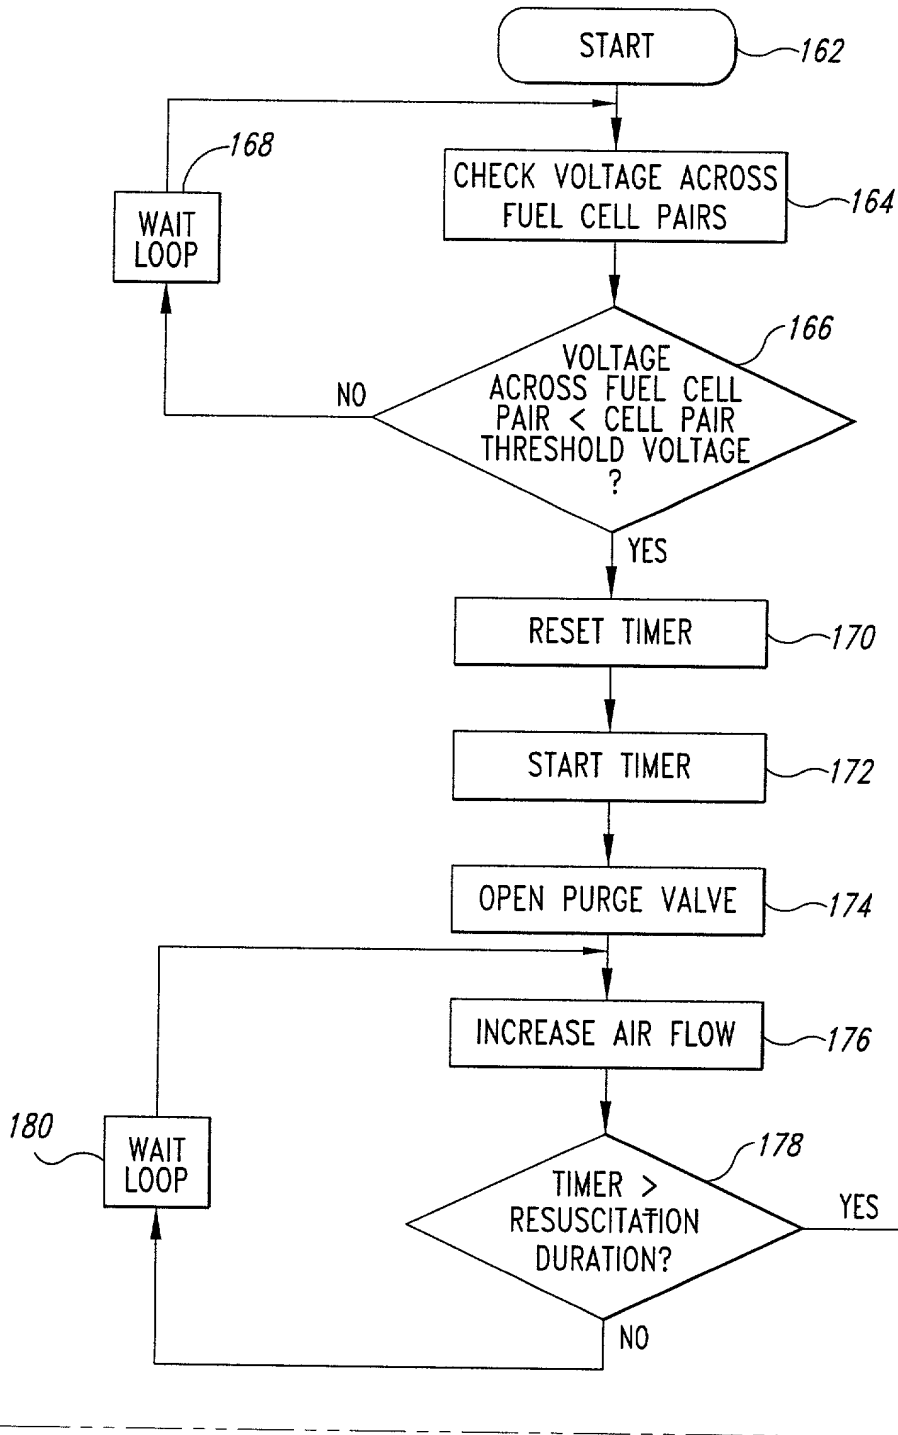 START
162
168
CHECK VOLTAGE ACROSS
FUEL CELL PAIRS
164
WAIT
LOOP
166
VOLTAGE
ACROSS FUEL CELL
PAIR < CELL PAIR
THRESHOLD VOLTAGE
?
NO
YES
RESET TIMER
170
START TIMER
172
OPEN PURGE VALVE
174
INCREASE AIR FLOW
176
180
WAIT
LOOP
178
TIMER >
RESUSCITATION
DURATION?
YES
NO